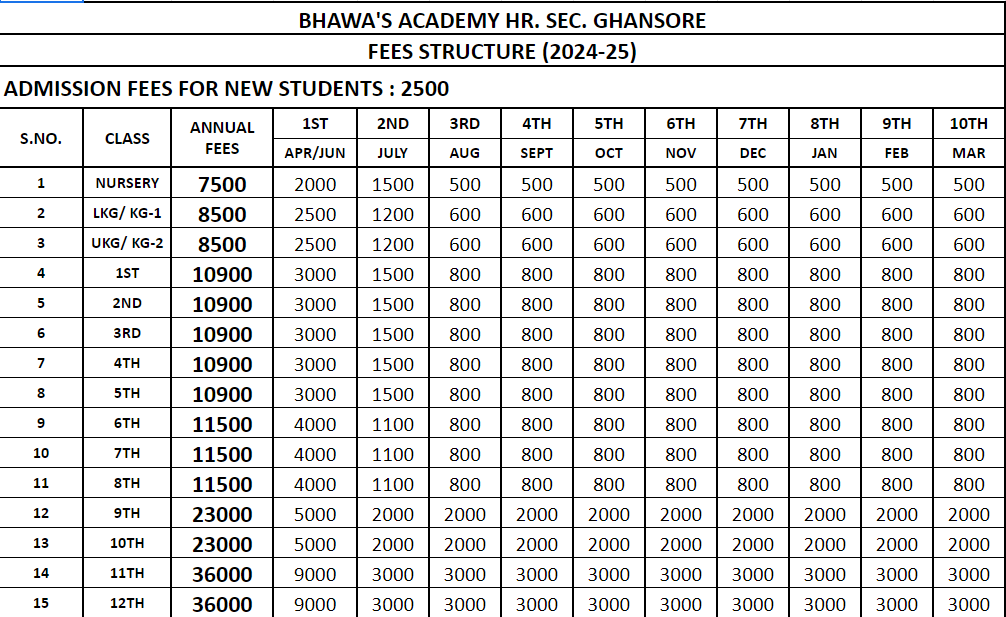 BHAWA'S ACADEMY HR. SEC. GHANSORE
FEES STRUCTURE (2024-25)
ADMISSION FEES FOR NEW STUDENTS : 2500
S.NO. CLASS ANNUAL FEES 1ST 2ND 3RD 4TH 5TH 6TH 7TH 8TH 9TH 10TH
APR/JUN JULY AUG SEPT OCT NOV DEC JAN FEB MAR
1 NURSERY 7500 2000 1500 500 500 500 500 500 500 500 500
2 LKG/ KG-1 8500 2500 1200 600 600 600 600 600 600 600 600
3 UKG/ KG-2 8500 2500 1200 600 600 600 600 600 600 600 600
4 1ST 10900 3000 1500 800 800 800 800 800 800 800 800
5 2ND 10900 3000 1500 800 800 800 800 800 800 800 800
6 3RD 10900 3000 1500 800 800 800 800 800 800 800 800
7 4TH 10900 3000 1500 800 800 800 800 800 800 800 800
8 5TH 10900 3000 1500 800 800 800 800 800 800 800 800
9 6TH 11500 4000 1100 800 800 800 800 800 800 800 800
10 7TH 11500 4000 1100 800 800 800 800 800 800 800 800
11 8TH 11500 4000 1100 800 800 800 800 800 800 800 800
12 9TH 23000 5000 2000 2000 2000 2000 2000 2000 2000 2000 2000
13 10TH 23000 5000 2000 2000 2000 2000 2000 2000 2000 2000 2000
14 11TH 36000 9000 3000 3000 3000 3000 3000 3000 3000 3000 3000
15 12TH 36000 9000 3000 3000 3000 3000 3000 3000 3000 3000 3000